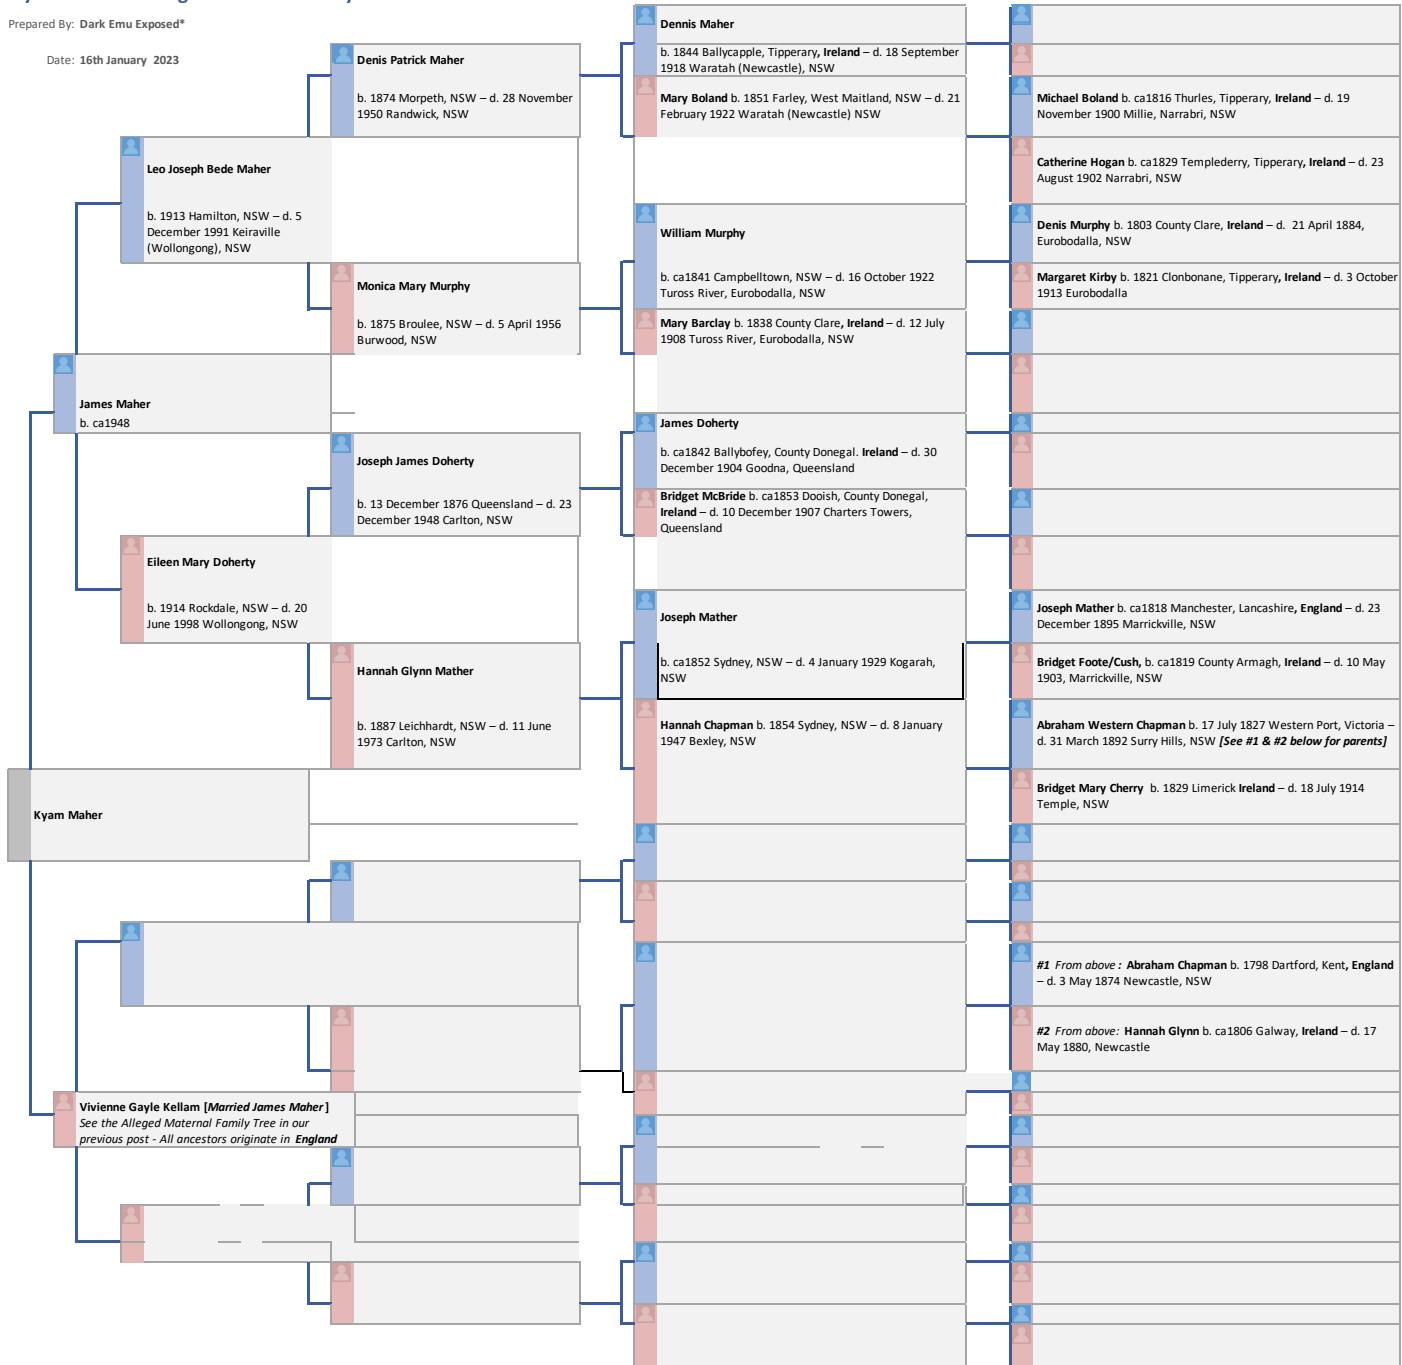 Prepared By: Dark Emu Exposed*
Date: 16th January 2023
Kyam Maher
James Maher
b. ca1948
Vivienne Gayle Kellam [Married James Maher]
See the Alleged Maternal Family Tree in our
previous post - All ancestors originate in England
Leo Joseph Bede Maher
b. 1913 Hamilton, NSW – d. 5
December 1991 Keiraville
(Wollongong), NSW
Eileen Mary Doherty
b. 1914 Rockdale, NSW – d. 20
June 1998 Wollongong, NSW
Denis Patrick Maher
b. 1874 Morpeth, NSW – d. 28 November
1950 Randwick, NSW
Monica Mary Murphy
b. 1875 Broulee, NSW – d. 5 April 1956
Burwood, NSW
Joseph James Doherty
b. 13 December 1876 Queensland – d. 23
December 1948 Carlton, NSW
Hannah Glynn Mather
b. 1887 Leichhardt, NSW – d. 11 June
1973 Carlton, NSW
Dennis Maher
b. 1844 Ballycapple, Tipperary, Ireland – d. 18 September
1918 Waratah (Newcastle), NSW
Mary Boland b. 1851 Farley, West Maitland, NSW – d. 21
February 1922 Waratah (Newcastle) NSW
William Murphy
b. ca1841 Campbelltown, NSW – d. 16 October 1922
Tuross River, Eurobodalla, NSW
Mary Barclay b. 1838 County Clare, Ireland – d. 12 July
1908 Tuross River, Eurobodalla, NSW
James Doherty
b. ca1842 Ballybofey, County Donegal. Ireland – d. 30
December 1904 Goodna, Queensland
Bridget McBride b. ca1853 Dooish, County Donegal,
Ireland – d. 10 December 1907 Charters Towers,
Queensland
Joseph Mather
b. ca1852 Sydney, NSW – d. 4 January 1929 Kogarah,
NSW
Hannah Chapman b. 1854 Sydney, NSW – d. 8 January
1947 Bexley, NSW
Michael Boland b. ca1816 Thurles, Tipperary, Ireland – d. 19
November 1900 Millie, Narrabri, NSW
Catherine Hogan b. ca1829 Templederry, Tipperary, Ireland – d. 23
August 1902 Narrabri, NSW
Denis Murphy b. 1803 County Clare, Ireland – d. 21 April 1884,
Eurobodalla, NSW
Margaret Kirby b. 1821 Clonbonane, Tipperary, Ireland – d. 3 October
1913 Eurobodalla
Joseph Mather b. ca1818 Manchester, Lancashire, England – d. 23
December 1895 Marrickville, NSW
Bridget Foote/Cush, b. ca1819 County Armagh, Ireland – d. 10 May
1903, Marrickville, NSW
Abraham Western Chapman b. 17 July 1827 Western Port, Victoria –
d. 31 March 1892 Surry Hills, NSW [See #1 & #2 below for parents]
Bridget Mary Cherry b. 1829 Limerick Ireland – d. 18 July 1914
Temple, NSW
#1 From above : Abraham Chapman b. 1798 Dartford, Kent, England
– d. 3 May 1874 Newcastle, NSW
#2 From above: Hannah Glynn b. ca1806 Galway, Ireland – d. 17
May 1880, Newcastle